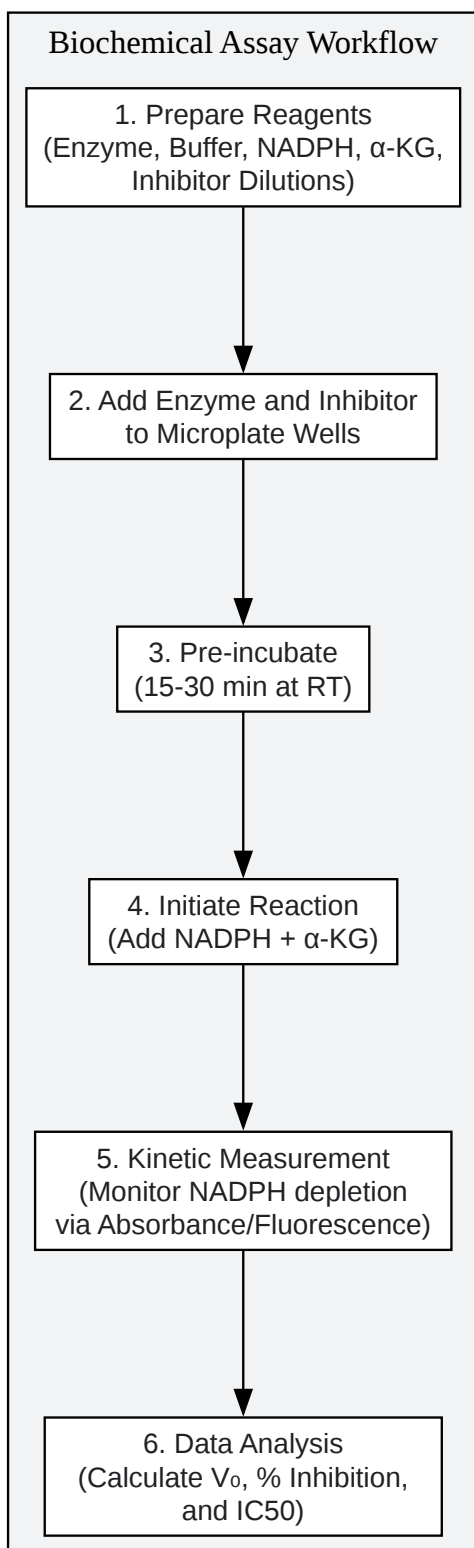 Biochemical Assay Workflow
1. Prepare Reagents
(Enzyme, Buffer, NADPH, α-KG,
Inhibitor Dilutions)
2. Add Enzyme and Inhibitor
to Microplate Wells
3. Pre-incubate
(15-30 min at RT)
4. Initiate Reaction
(Add NADPH + α-KG)
5. Kinetic Measurement
(Monitor NADPH depletion
via Absorbance/Fluorescence)
6. Data Analysis
(Calculate V₀, % Inhibition,
and IC50)